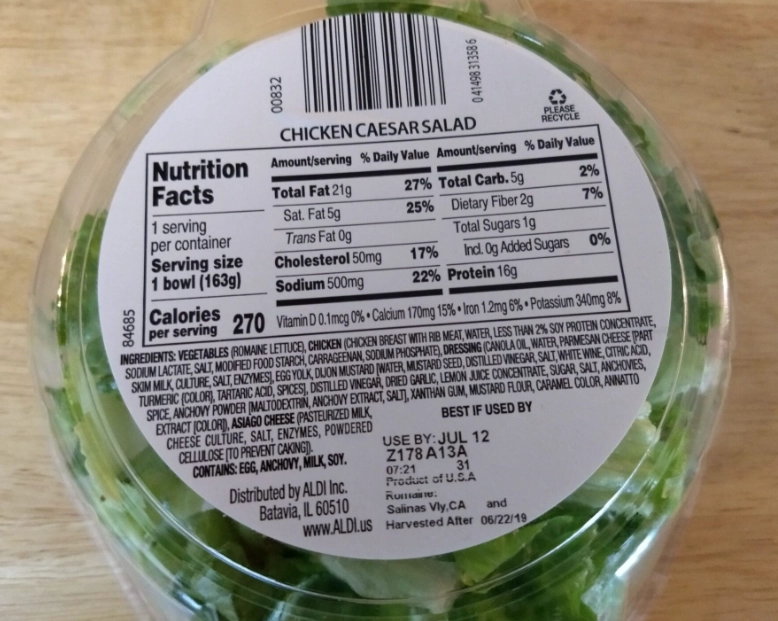 00832
0 41498 31358 6
PLEASE
RECYCLE
CHICKEN CAESAR SALAD
Nutrition
Facts
1 serving
per container
Serving size
1 bowl (163g)
Calories
per serving 270
Amount/serving % Daily Value
Total Fat 21g 27%
Sat. Fat 5g 25%
Trans Fat 0g
Cholesterol 50mg 17%
Sodium 500mg 22%
Amount/serving % Daily Value
Total Carb. 5g 2%
Dietary Fiber 2g 7%
Total Sugars 1g
Incl. 0g Added Sugars 0%
Protein 16g
Vitamin D 0.1mcg 0% • Calcium 170mg 15% • Iron 1.2mg 6% • Potassium 340mg 8%
84685
INGREDIENTS: VEGETABLES (ROMAINE LETTUCE), CHICKEN (CHICKEN BREAST WITH RIB MEAT, WATER, LESS THAN 2% SOY PROTEIN CONCENTRATE,
SODIUM LACTATE, SALT, MODIFIED FOOD STARCH, CARRAGEENAN, SODIUM PHOSPHATE), DRESSING (CANOLA OIL, WATER, PARMESAN CHEESE [PART
SKIM MILK, CULTURE, SALT, ENZYMES], EGG YOLK, DIJON MUSTARD [WATER, MUSTARD SEED, DISTILLED VINEGAR, SALT, WHITE WINE, CITRIC ACID,
TURMERIC {COLOR}, TARTARIC ACID, SPICES], DISTILLED VINEGAR, DRIED GARLIC, LEMON JUICE CONCENTRATE, SUGAR, SALT, ANCHOVIES,
SPICE, ANCHOVY POWDER [MALTODEXTRIN, ANCHOVY EXTRACT, SALT], XANTHAN GUM, MUSTARD FLOUR, CARAMEL COLOR, ANNATTO
EXTRACT [COLOR]), ASIAGO CHEESE (PASTEURIZED MILK,
CHEESE CULTURE, SALT, ENZYMES, POWDERED
CELLULOSE [TO PREVENT CAKING]).
CONTAINS: EGG, ANCHOVY, MILK, SOY.
Distributed by ALDI Inc.
Batavia, IL 60510
www.ALDI.us
BEST IF USED BY
USE BY: JUL 12
Z178 A13A
07:21 31
Product of U.S.A
Romaine:
Salinas Vly,CA and
Harvested After 06/22/19